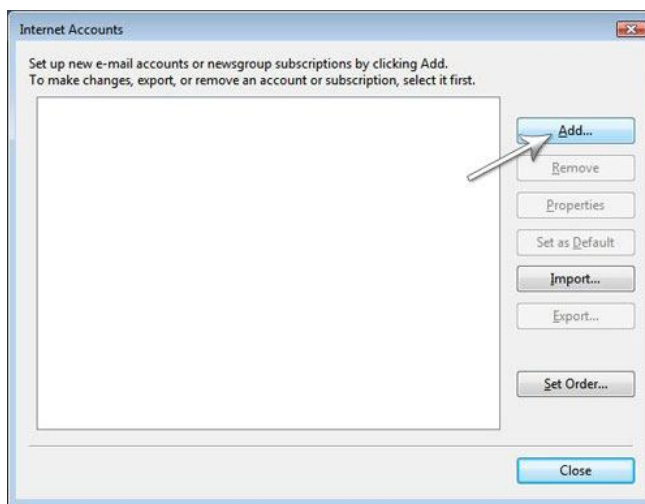 Internet Accounts
Set up new e-mail accounts or newsgroup subscriptions by clicking Add.
To make changes, export, or remove an account or subscription, select it first.
Add...
Remove
Properties
Set as Default
Import...
Export...
Set Order...
Close